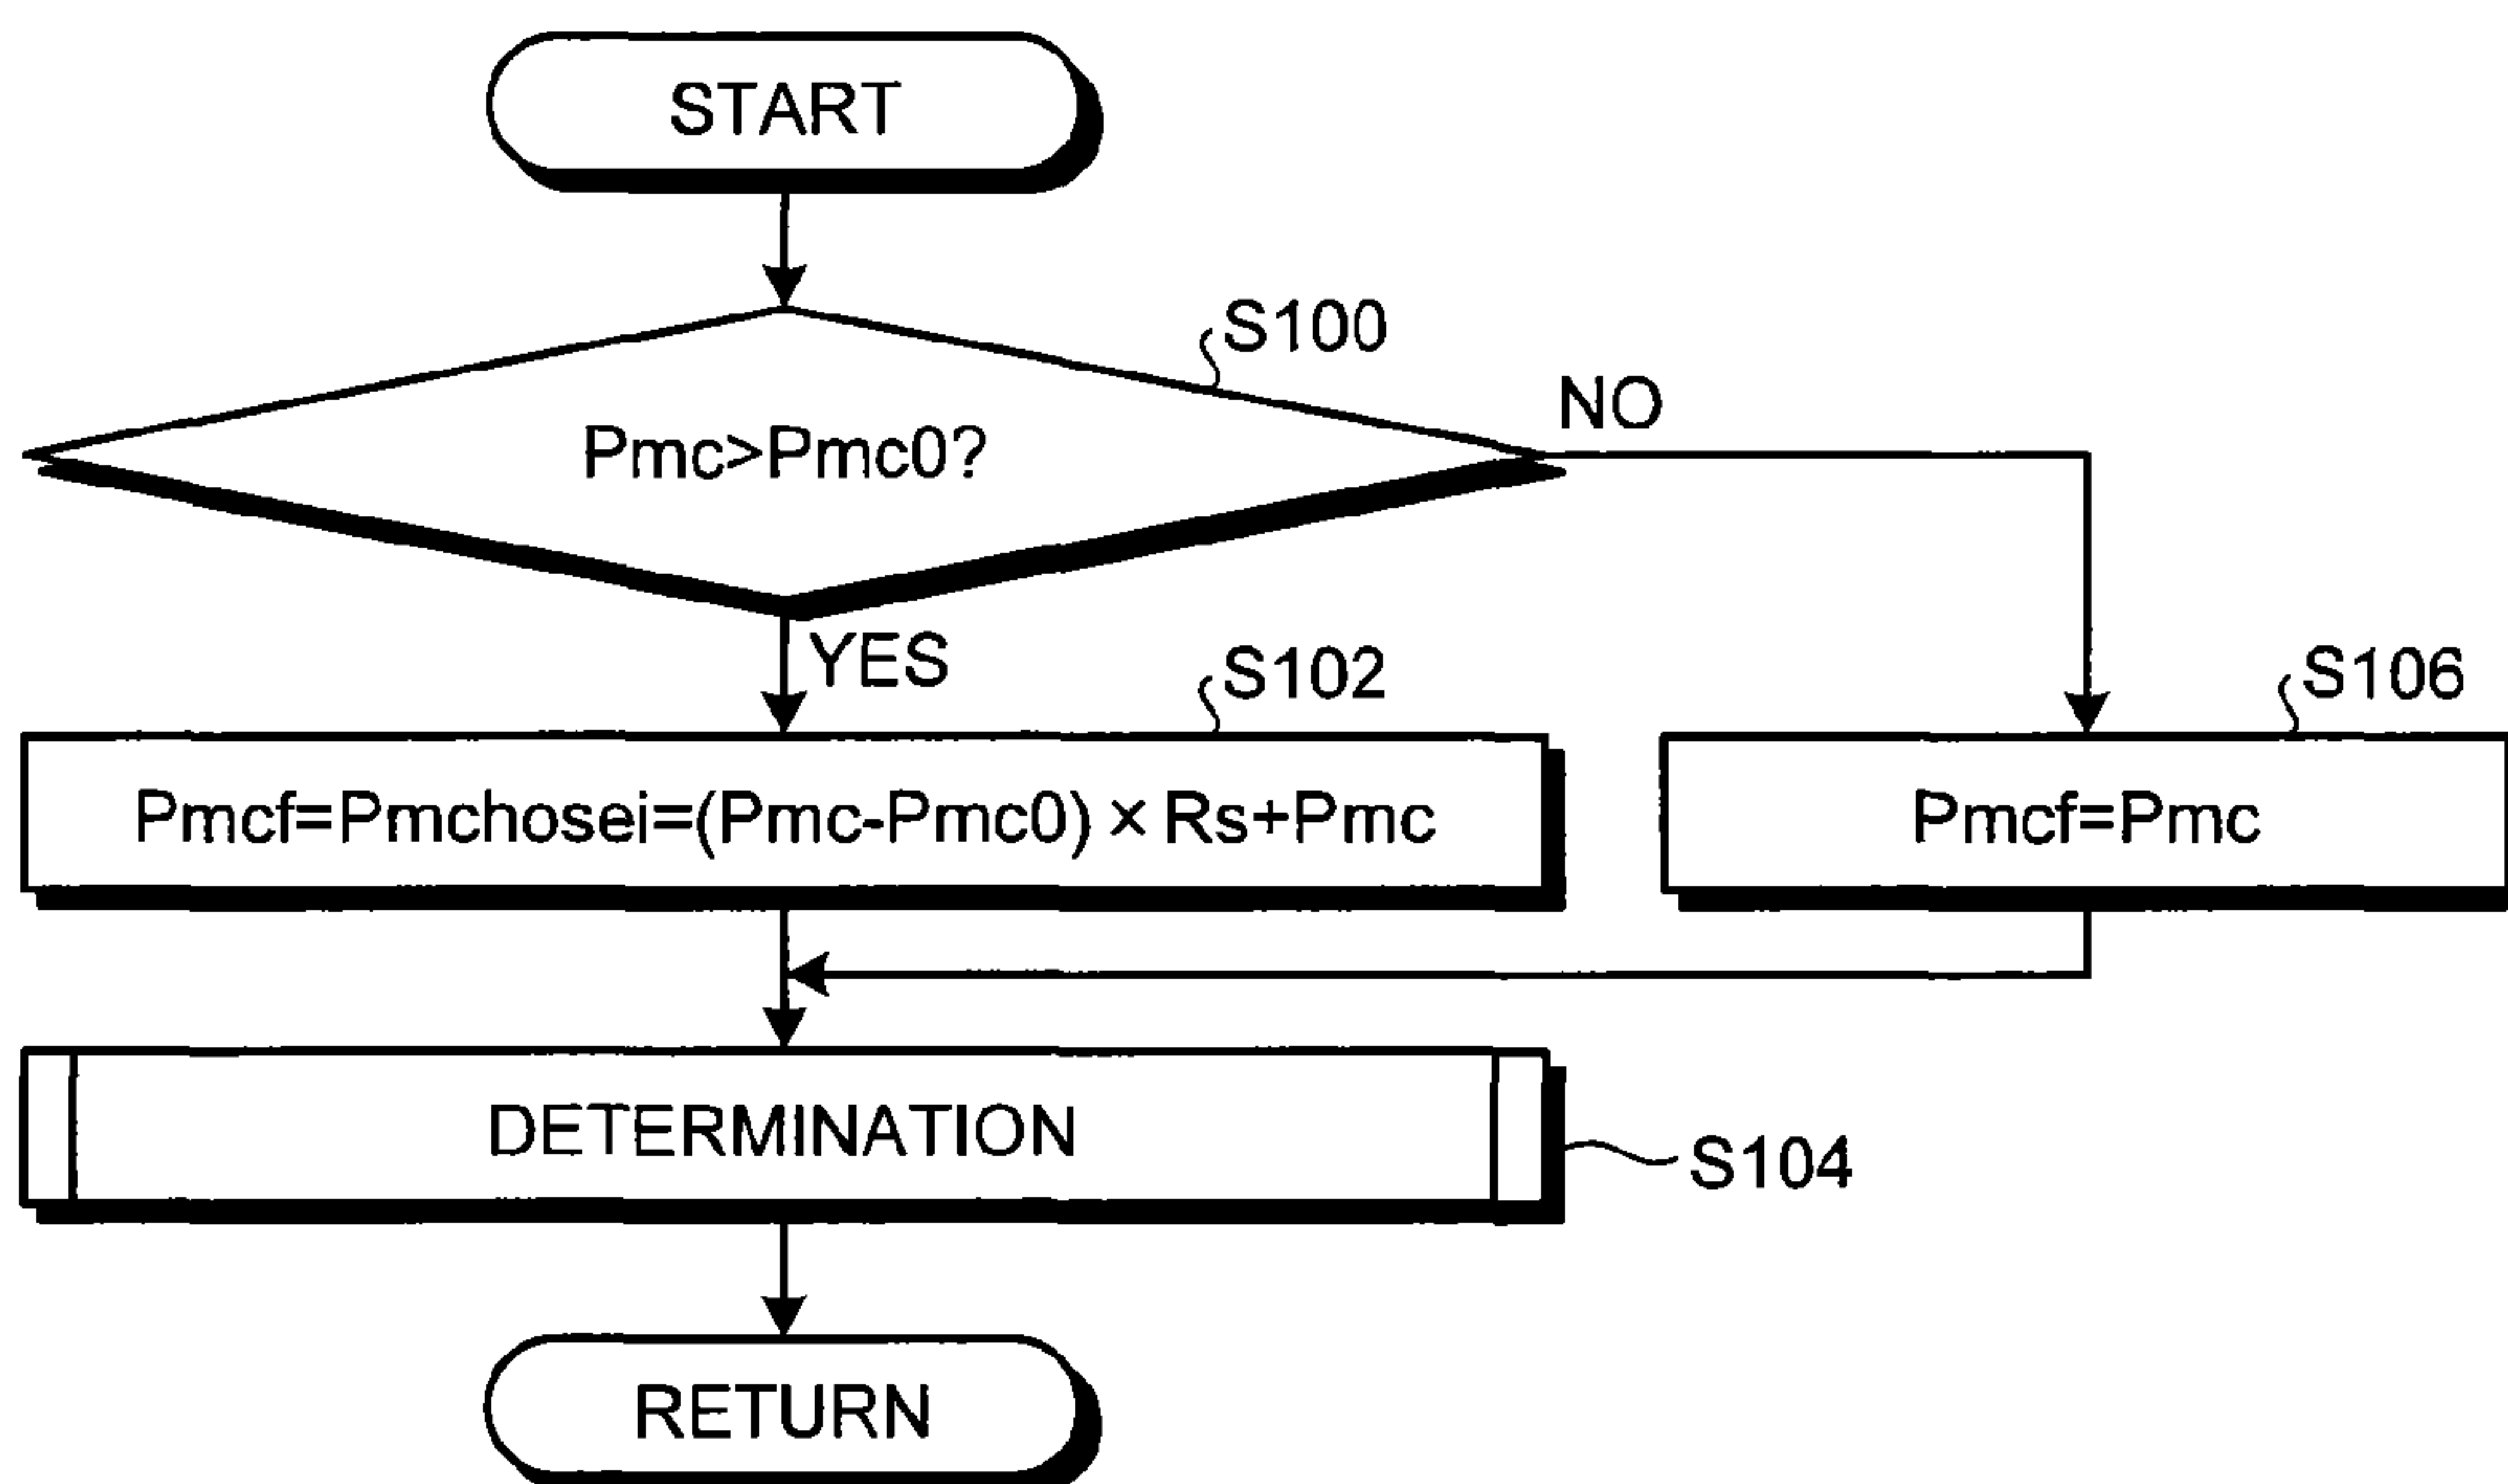 START
S100
NO
Pmc>Pmc0?
YES
S102
S106
Pmcf=Pmchosei=(Pmc-Pmc0)×Rs+Pmc
Pmcf=Pmc
DETERMINATION
S104
RETURN